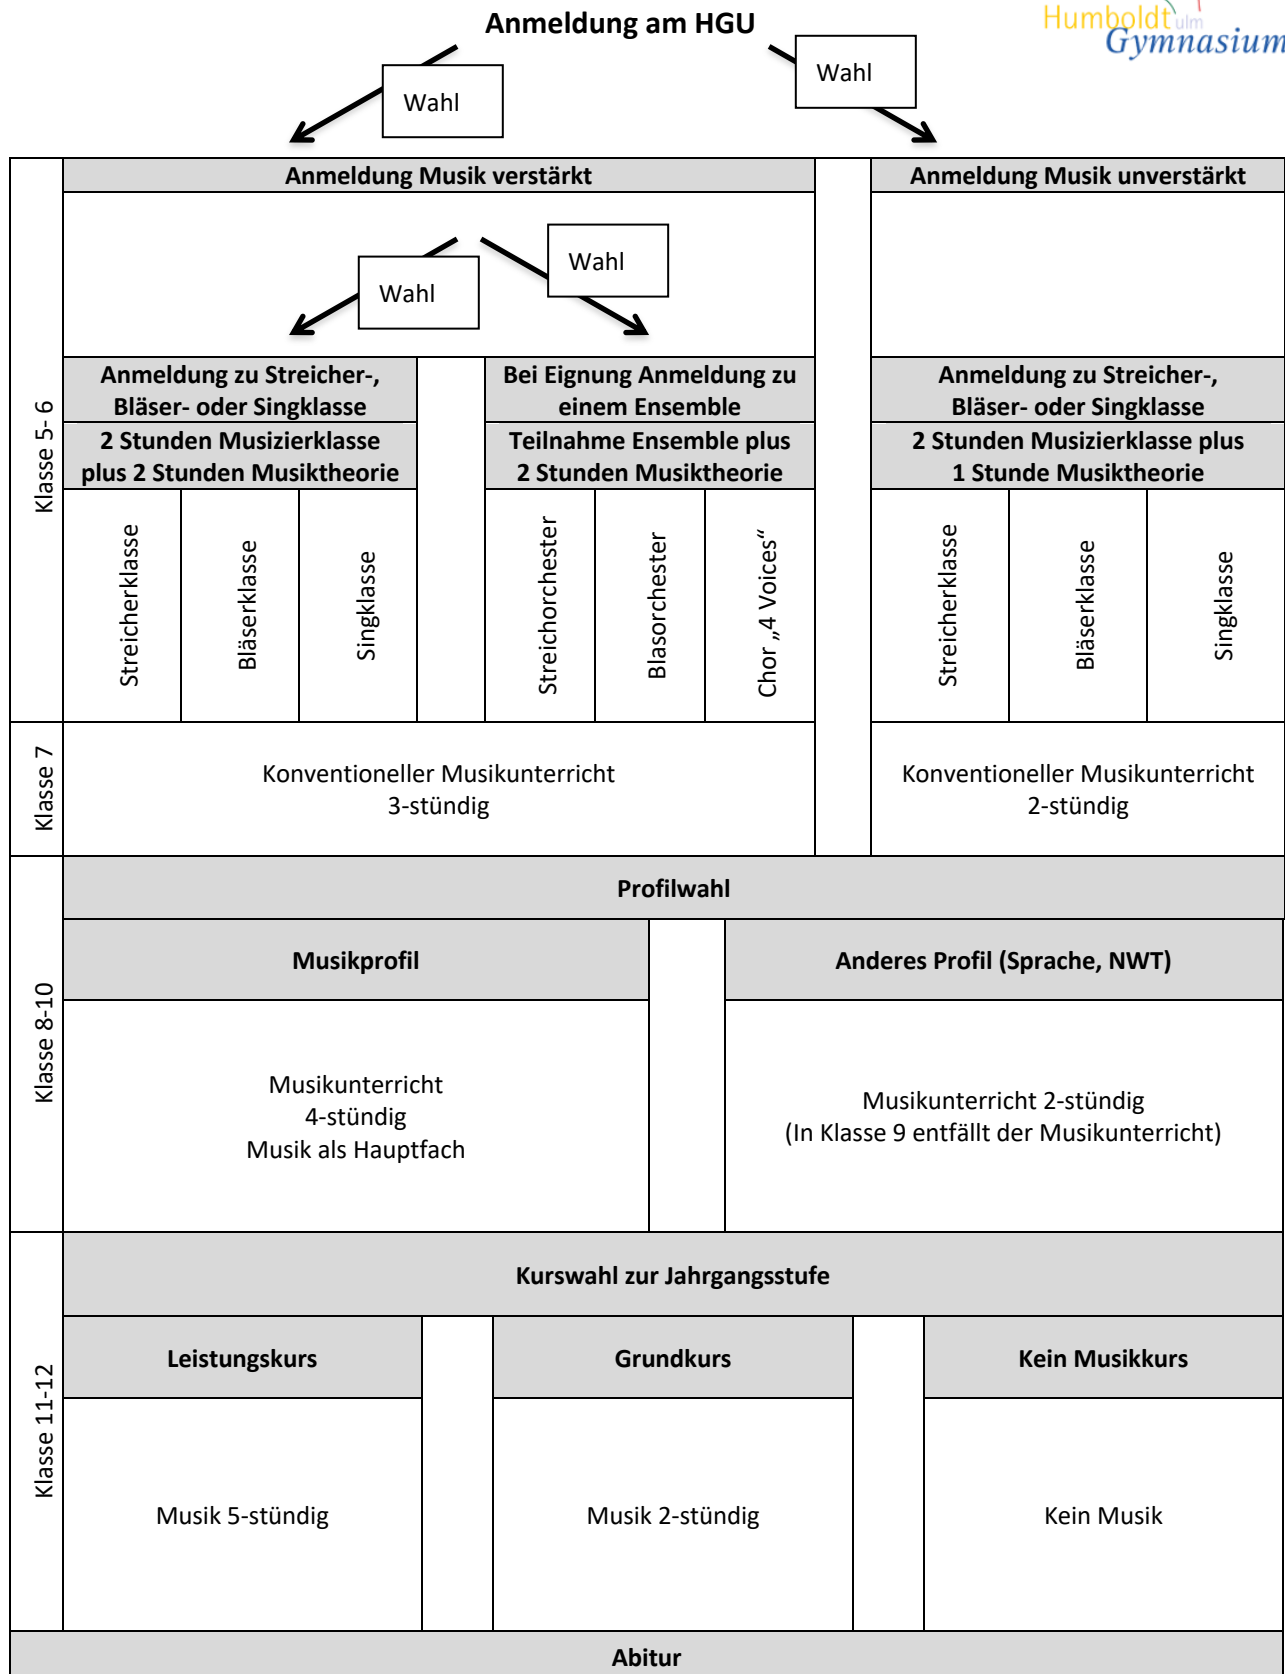 Anmeldung am HGU
Humboldt ulm
Gymnasium
Wahl
Wahl
Anmeldung Musik verstärkt
Anmeldung Musik unverstärkt
Wahl
Wahl
Klasse 5- 6
Anmeldung zu Streicher-,
Bläser- oder Singklasse
Bei Eignung Anmeldung zu
einem Ensemble
Anmeldung zu Streicher-,
Bläser- oder Singklasse
2 Stunden Musizierklasse
plus 2 Stunden Musiktheorie
Teilnahme Ensemble plus
2 Stunden Musiktheorie
2 Stunden Musizierklasse plus
1 Stunde Musiktheorie
Streicherklasse
Bläserklasse
Singklasse
Streichorchester
Blasorchester
Chor „4 Voices“
Streicherklasse
Bläserklasse
Singklasse
Klasse 7
Konventioneller Musikunterricht
3-stündig
Konventioneller Musikunterricht
2-stündig
Klasse 8-10
Profilwahl
Musikprofil
Anderes Profil (Sprache, NWT)
Musikunterricht
4-stündig
Musik als Hauptfach
Musikunterricht 2-stündig
(In Klasse 9 entfällt der Musikunterricht)
Klasse 11-12
Kurswahl zur Jahrgangsstufe
Leistungskurs
Grundkurs
Kein Musikkurs
Musik 5-stündig
Musik 2-stündig
Kein Musik
Abitur